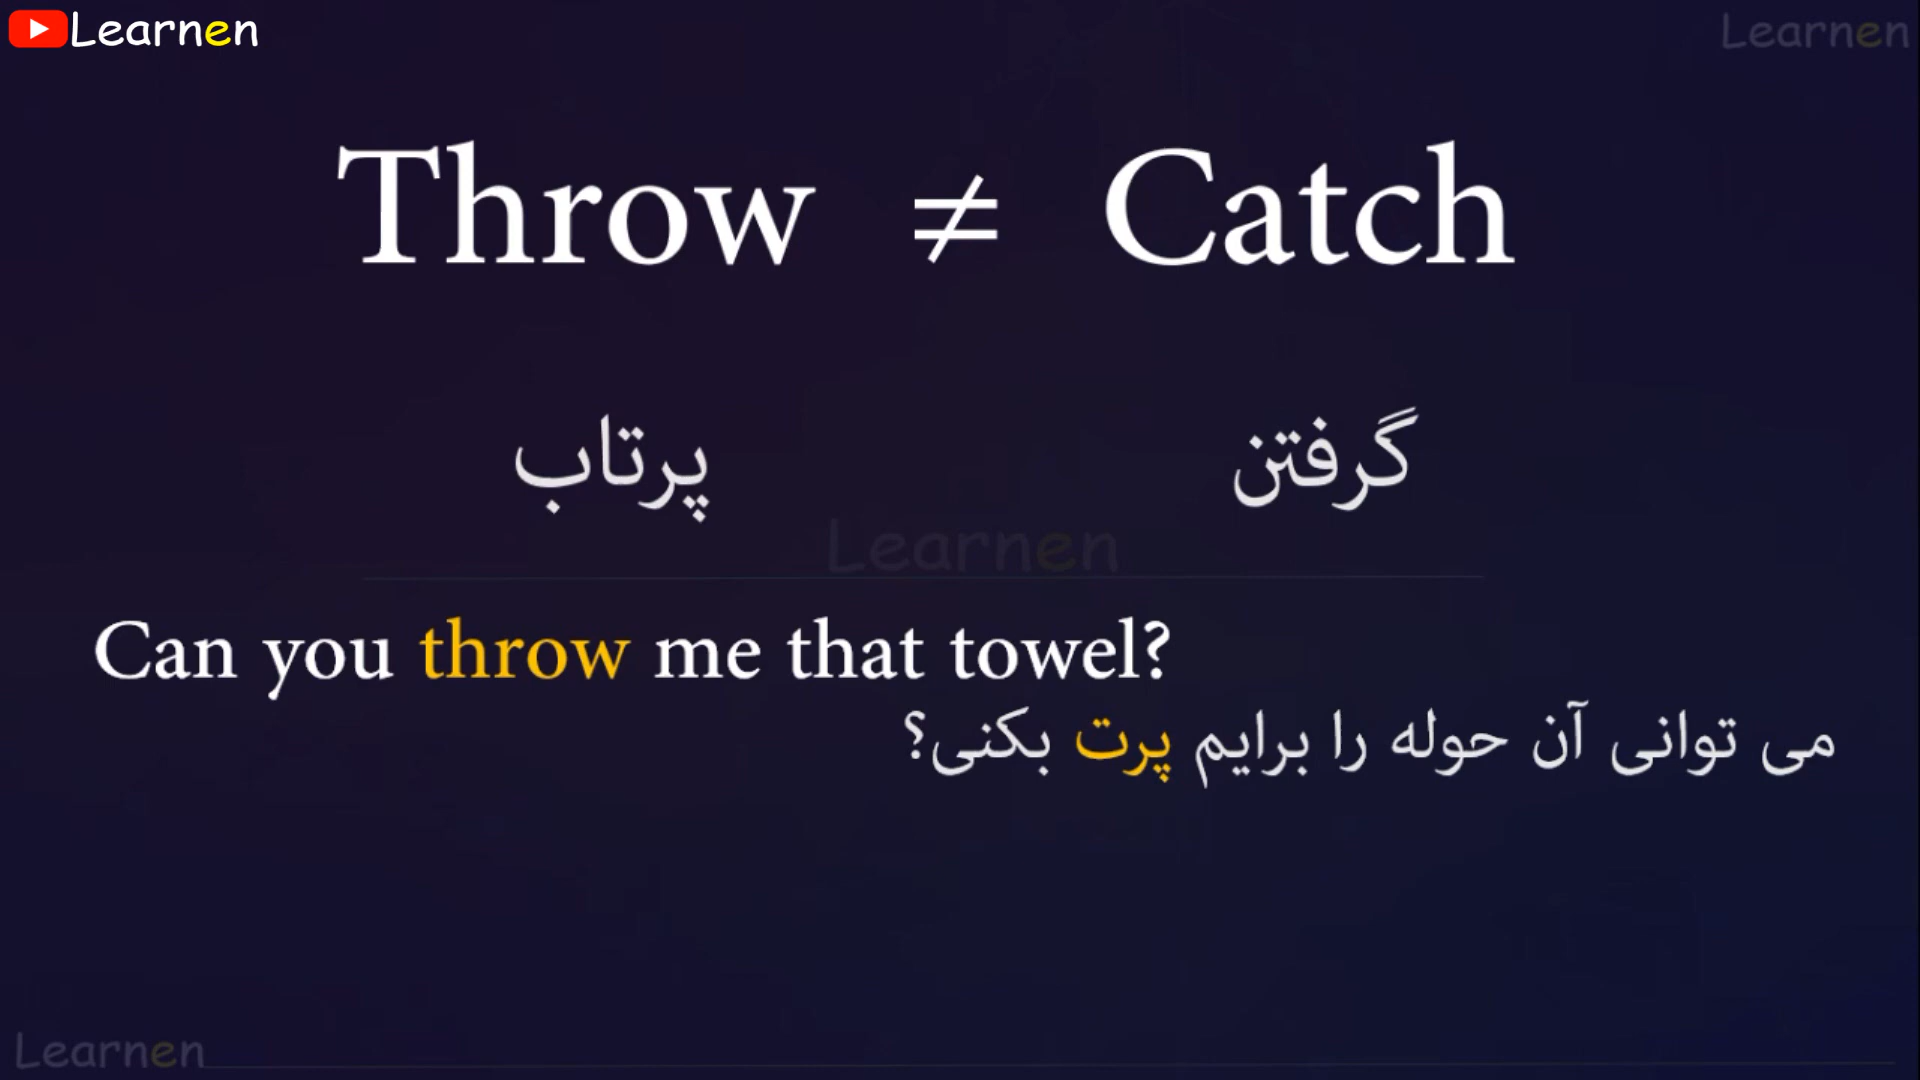 Learnen
Learnen
Throw ≠ Catch
پرتاب
گرفتن
Learnen
Can you throw me that towel?
می توانی آن حوله را برایم پرت بکنی؟
Learnen